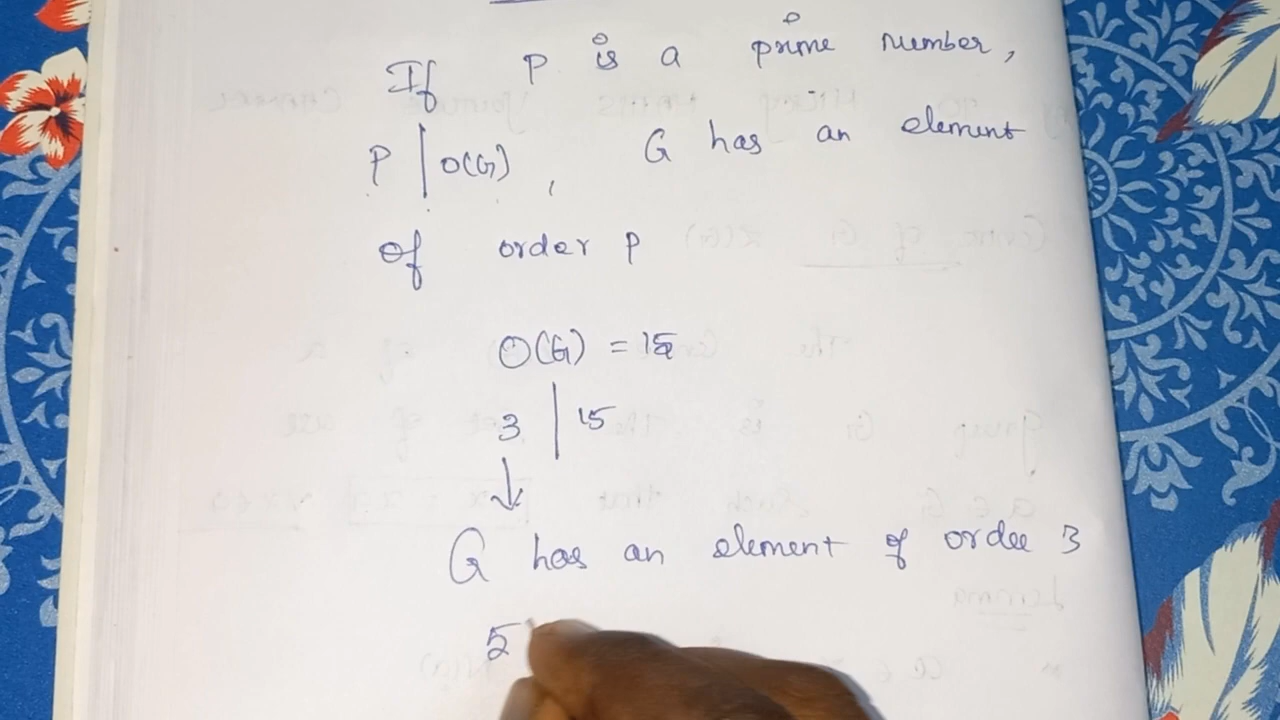 If P is a prime number,
P | O(G), G has an element
of order P
O(G) = 15
3 | 15
↓
G has an element of order 3
5